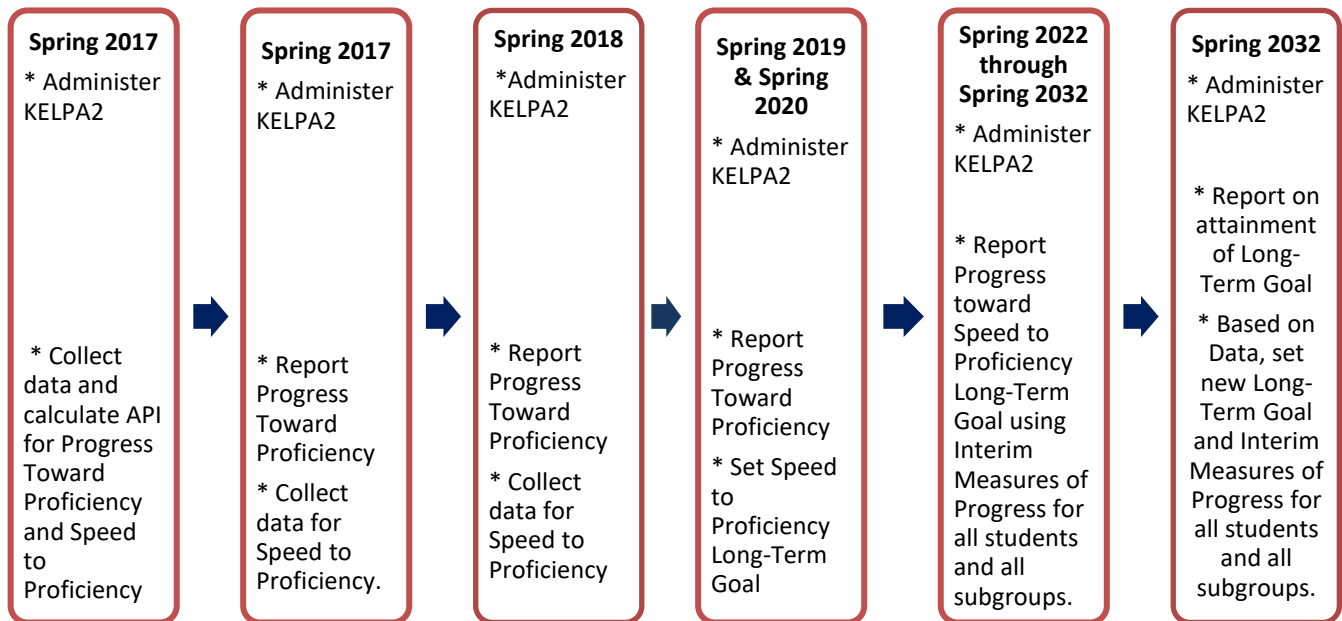 Spring 2017
* Administer
KELPA2
* Collect
data and
calculate API
for Progress
Toward
Proficiency
and Speed
to
Proficiency
Spring 2017
* Administer
KELPA2
* Report
Progress
Toward
Proficiency
* Collect
data for
Speed to
Proficiency.
Spring 2018
*Administer
KELPA2
* Report
Progress
Toward
Proficiency
* Collect
data for
Speed to
Proficiency
Spring 2019
& Spring
2020
* Administer
KELPA2
* Report
Progress
Toward
Proficiency
* Set Speed
to
Proficiency
Long-Term
Goal
Spring 2022
through
Spring 2032
* Administer
KELPA2
* Report
Progress
toward
Speed to
Proficiency
Long-Term
Goal using
Interim
Measures of
Progress for
all students
and all
subgroups.
Spring 2032
* Administer
KELPA2
* Report on
attainment
of Long-
Term Goal
* Based on
Data, set
new Long-
Term Goal
and Interim
Measures of
Progress for
all students
and all
subgroups.